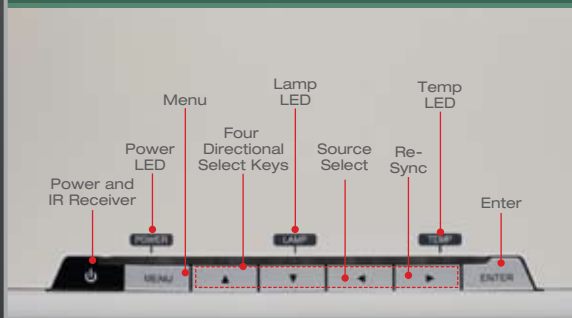 Lamp
LED
Temp
LED
Menu
Four
Directional
Select Keys
Power
LED
Source
Select
Re-
Sync
Power and
IR Receiver
Enter
POWER
LAMP
TEMP
MENU
ENTER